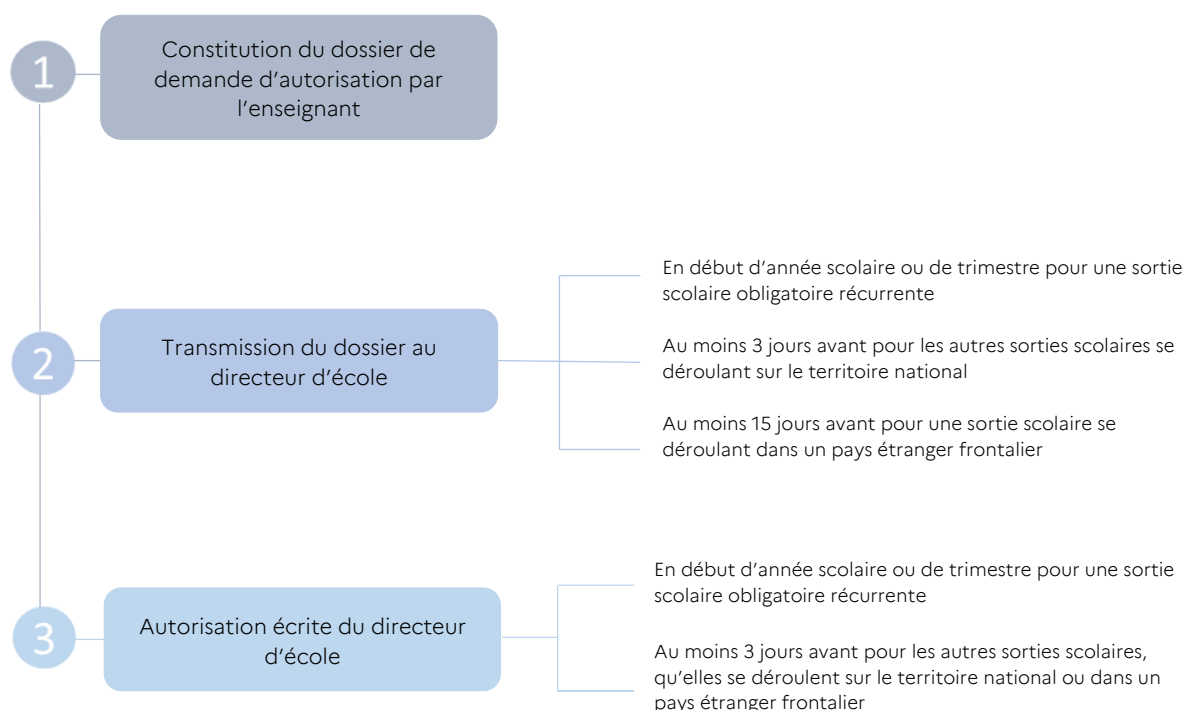 1
Constitution du dossier de
demande d’autorisation par
l’enseignant
2
Transmission du dossier au
directeur d’école
En début d’année scolaire ou de trimestre pour une sortie
scolaire obligatoire récurrente
Au moins 3 jours avant pour les autres sorties scolaires se
déroulant sur le territoire national
Au moins 15 jours avant pour une sortie scolaire se
déroulant dans un pays étranger frontalier
3
Autorisation écrite du directeur
d’école
En début d’année scolaire ou de trimestre pour une sortie
scolaire obligatoire récurrente
Au moins 3 jours avant pour les autres sorties scolaires,
qu’elles se déroulent sur le territoire national ou dans un
pays étranger frontalier